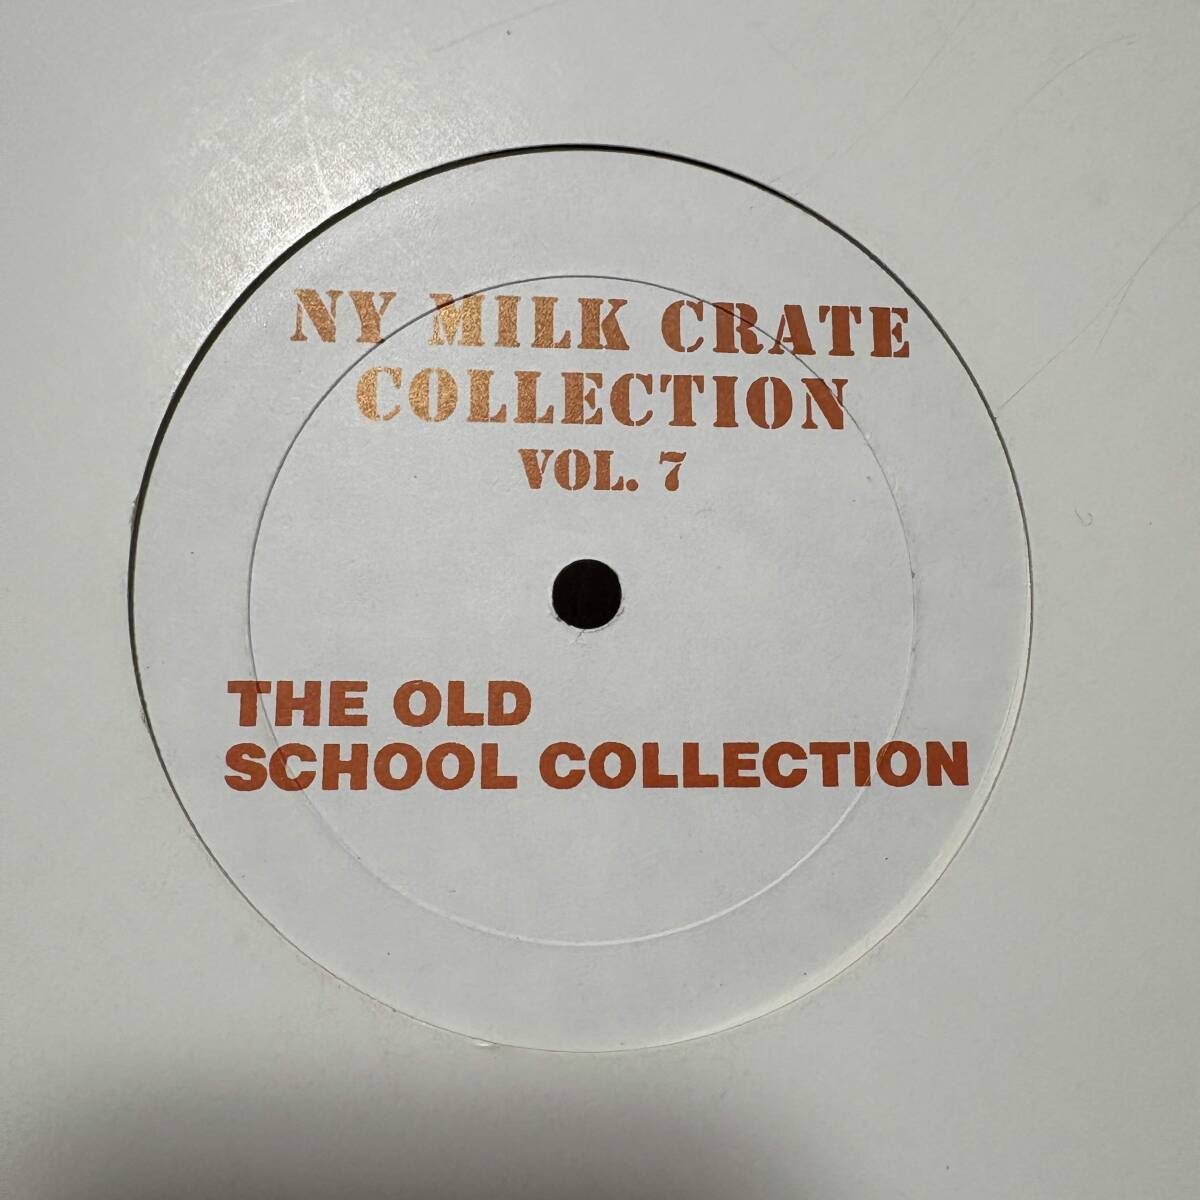 NY MILK CRATE
COLLECTION
VOL. 7
THE OLD
SCHOOL COLLECTION